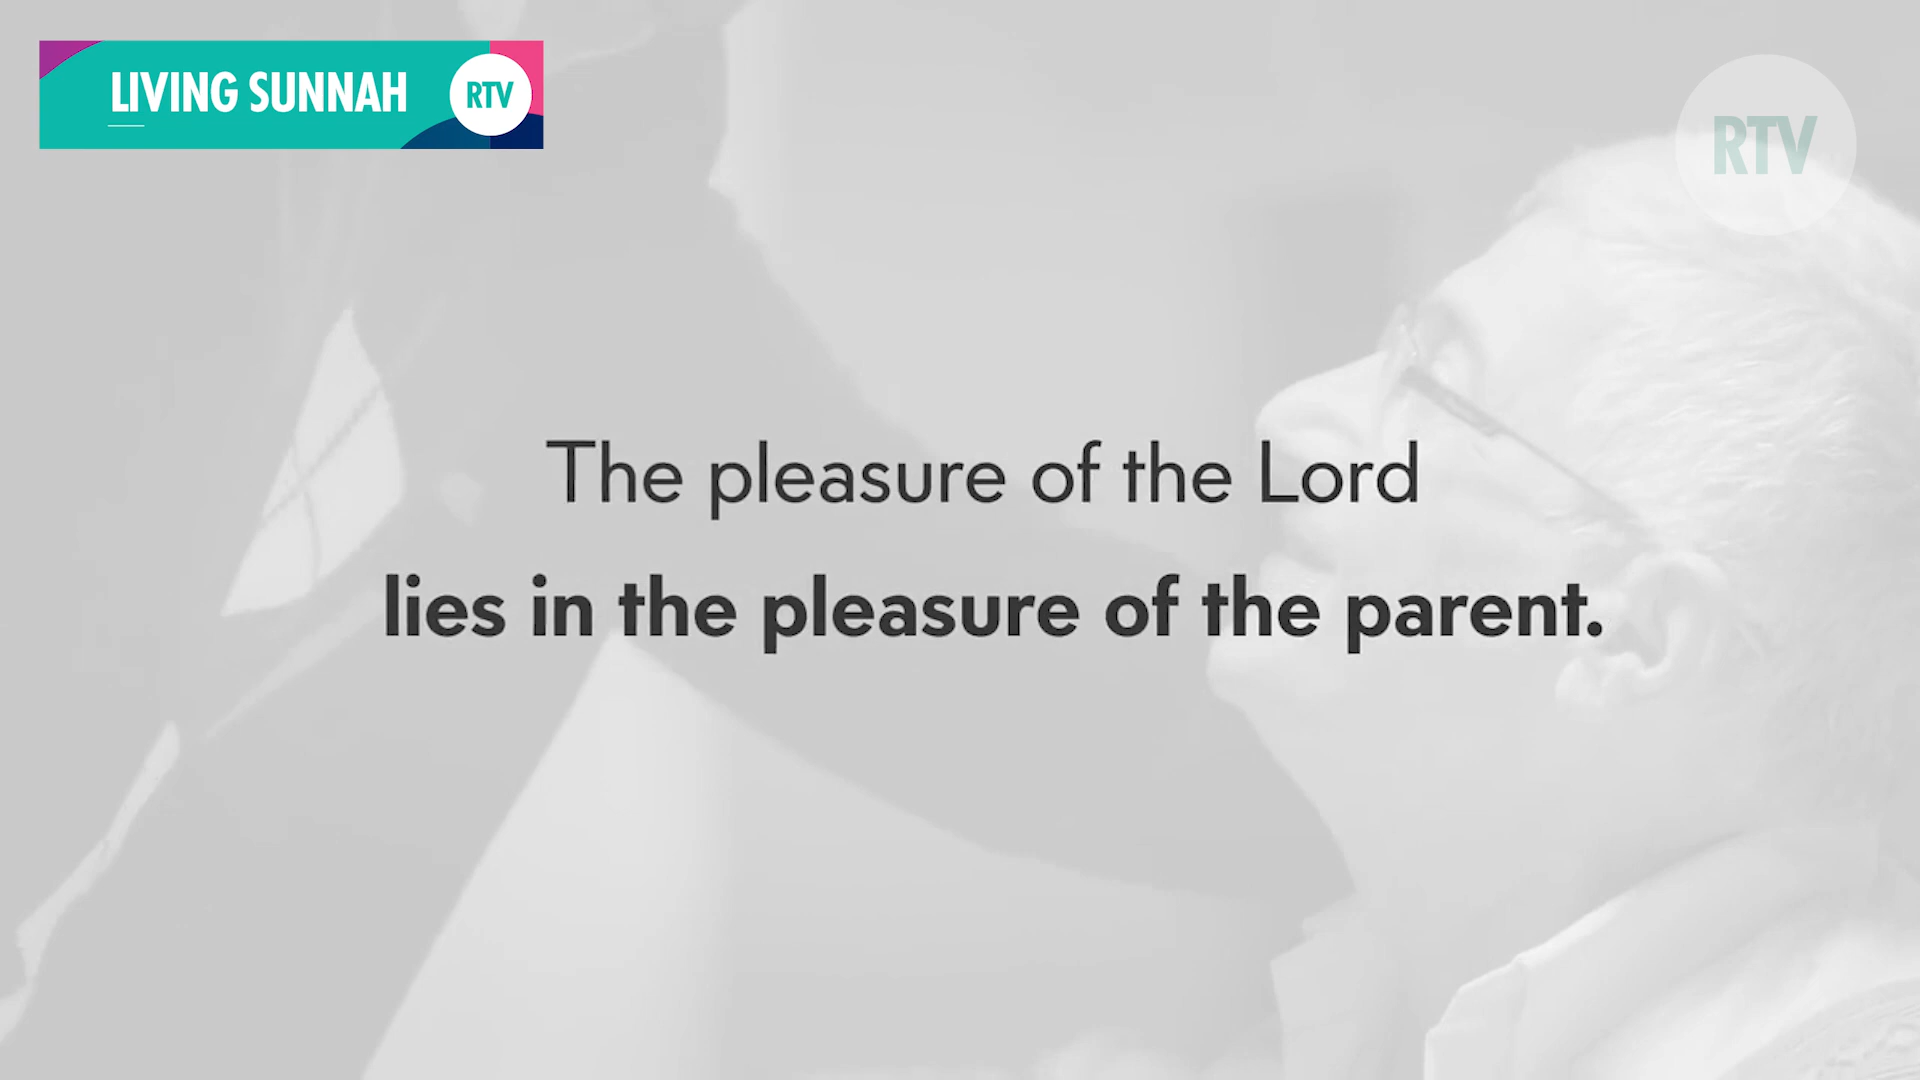 LIVING SUNNAH
RTV
RTV
The pleasure of the Lord
lies in the pleasure of the parent.